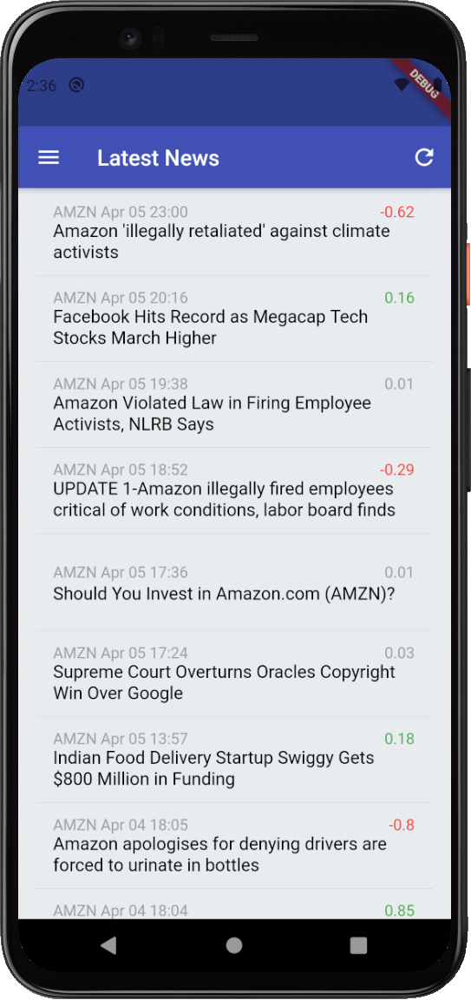 2:36
DEBUG
Latest News
AMZN Apr 05 23:00 -0.62
Amazon 'illegally retaliated' against climate
activists
AMZN Apr 05 20:16 0.16
Facebook Hits Record as Megacap Tech
Stocks March Higher
AMZN Apr 05 19:38 0.01
Amazon Violated Law in Firing Employee
Activists, NLRB Says
AMZN Apr 05 18:52 -0.29
UPDATE 1-Amazon illegally fired employees
critical of work conditions, labor board finds
AMZN Apr 05 17:36 0.01
Should You Invest in Amazon.com (AMZN)?
AMZN Apr 05 17:24 0.03
Supreme Court Overturns Oracles Copyright
Win Over Google
AMZN Apr 05 13:57 0.18
Indian Food Delivery Startup Swiggy Gets
$800 Million in Funding
AMZN Apr 04 18:05 -0.8
Amazon apologises for denying drivers are
forced to urinate in bottles
AMZN Apr 04 18:04 0.85